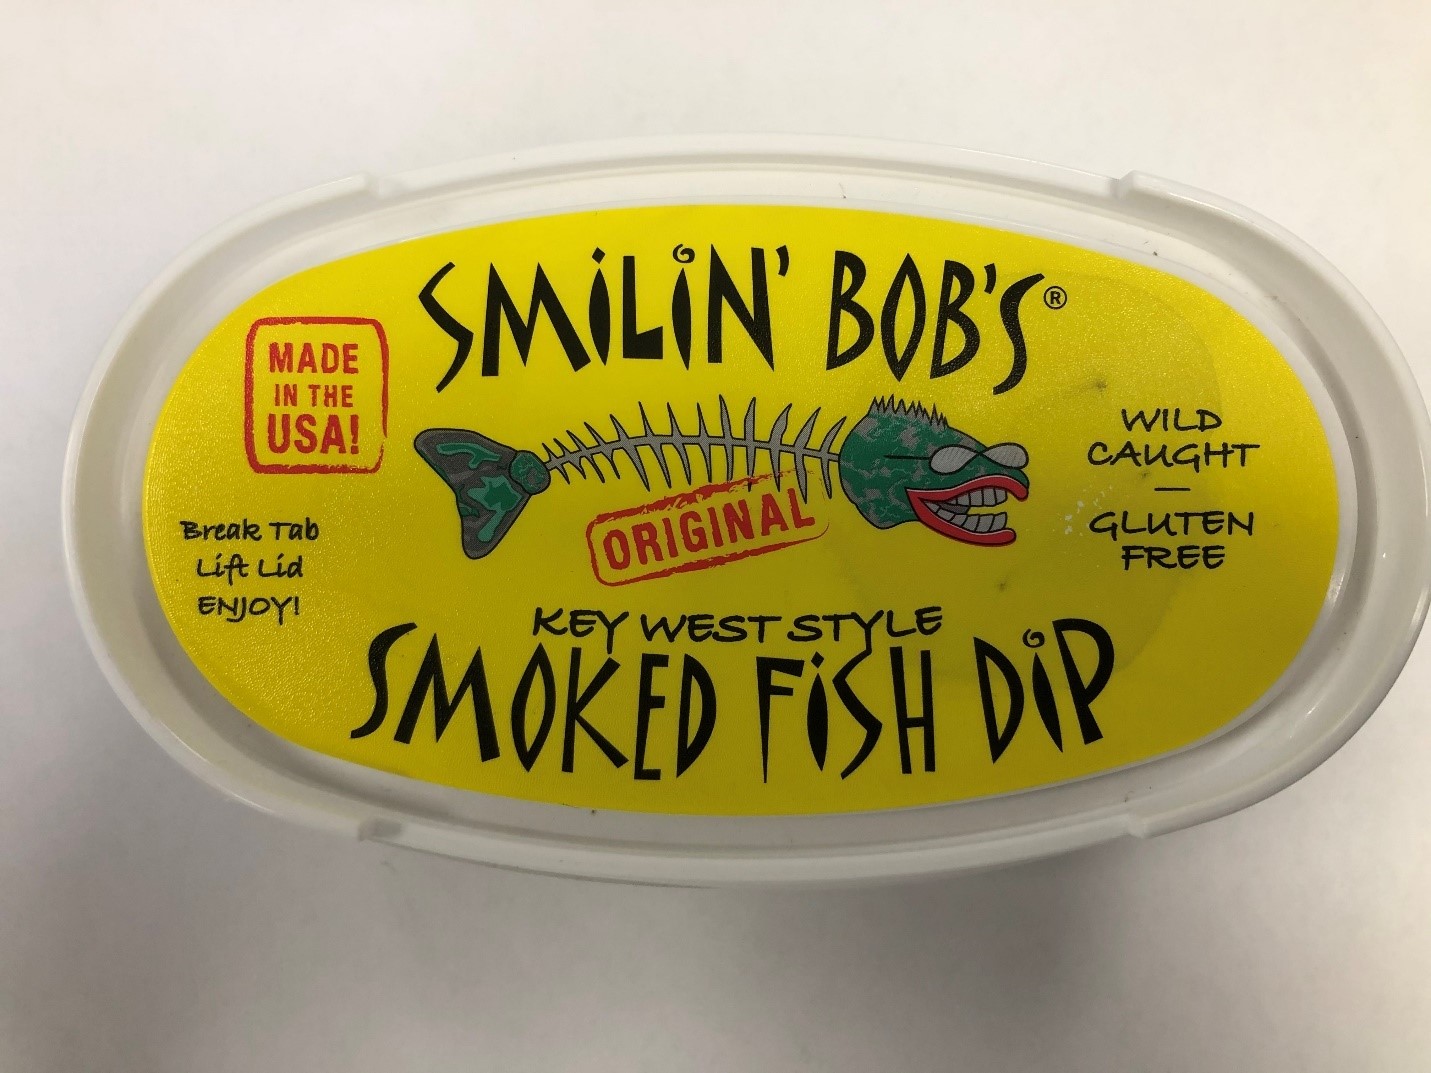 SMiLiN' BOB'S®
MADE
IN THE
USA!
WILD
CAUGHT
—
GLUTEN
FREE
ORIGINAL
Break Tab
Lift Lid
ENJOY!
KEY WEST STYLE
SMOKED FiSH DiP